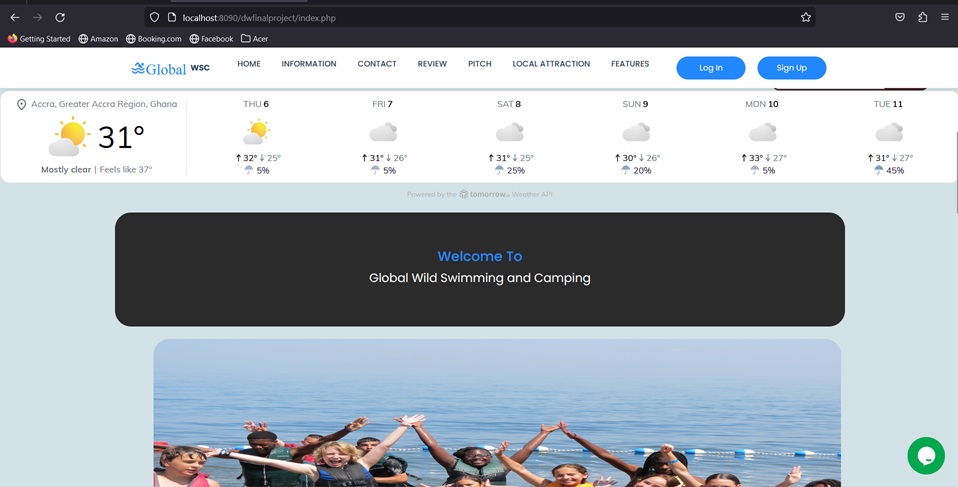 localhost:8090/dwfinalproject/index.php
Getting Started Amazon Booking.com Facebook Acer
Global WSC HOME INFORMATION CONTACT REVIEW PITCH LOCAL ATTRACTION FEATURES Log In Sign Up
Accra, Greater Accra Region, Ghana THU 6 FRI 7 SAT 8 SUN 9 MON 10 TUE 11
31°
↑ 32° ↓ 25° ↑ 31° ↓ 26° ↑ 31° ↓ 25° ↑ 30° ↓ 26° ↑ 33° ↓ 27° ↑ 31° ↓ 27°
Mostly clear | Feels like 37° 5% 5% 25% 20% 5% 45%
Powered by the tomorrow.io Weather API
Welcome To
Global Wild Swimming and Camping